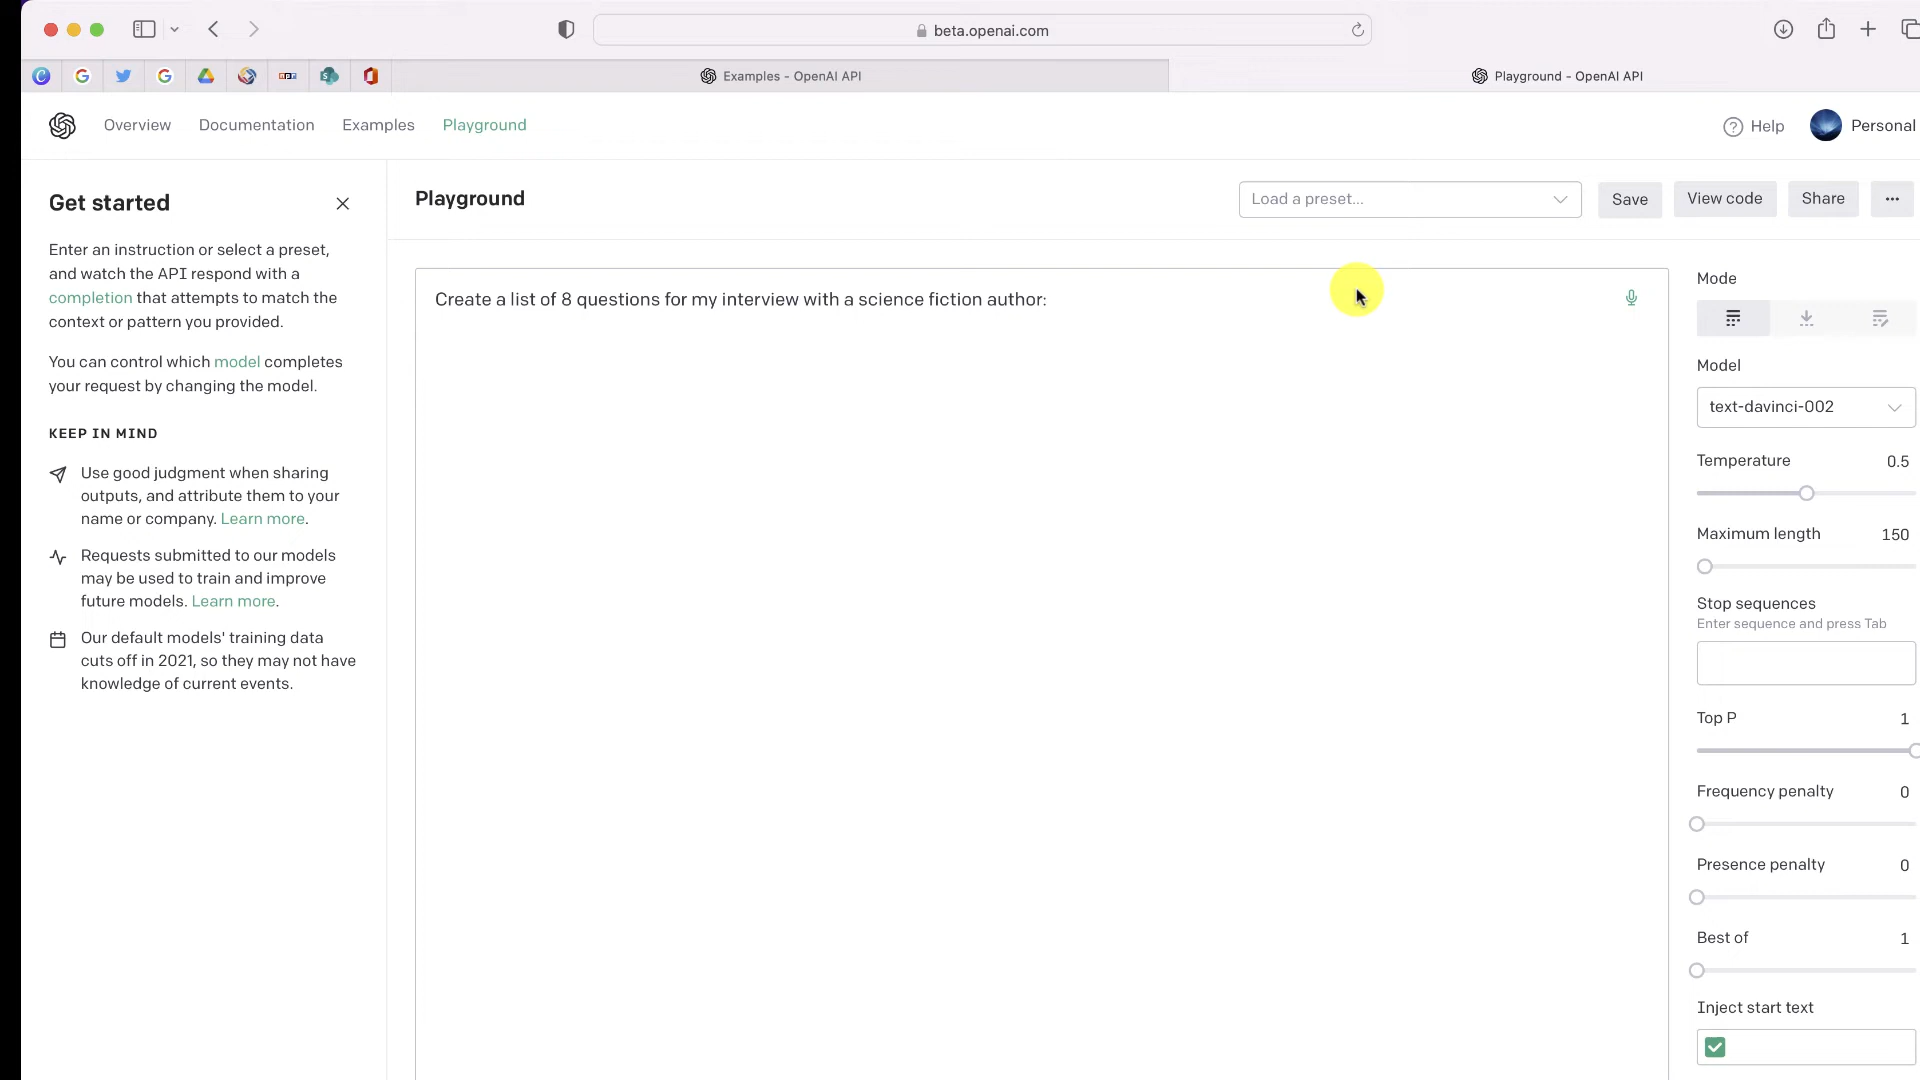 beta.openai.com
Examples - OpenAI API
Playground - OpenAI API
Overview
Documentation
Examples
Playground
Help
Personal
Get started
Enter an instruction or select a preset,
and watch the API respond with a
completion that attempts to match the
context or pattern you provided.
You can control which model completes
your request by changing the model.
KEEP IN MIND
Use good judgment when sharing
outputs, and attribute them to your
name or company. Learn more.
Requests submitted to our models
may be used to train and improve
future models. Learn more.
Our default models' training data
cuts off in 2021, so they may not have
knowledge of current events.
Playground
Load a preset...
Save
View code
Share
Create a list of 8 questions for my interview with a science fiction author:
Mode
Model
text-davinci-002
Temperature 0.5
Maximum length 150
Stop sequences
Enter sequence and press Tab
Top P 1
Frequency penalty 0
Presence penalty 0
Best of 1
Inject start text